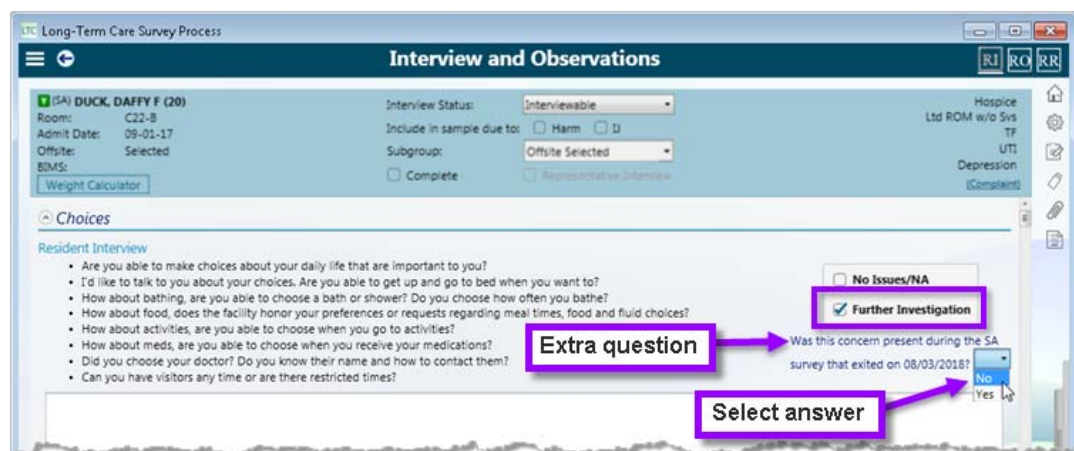 LTC Long-Term Care Survey Process
Interview and Observations
RI RO RR
Y (SA) DUCK, DAFFY F (20)
Room: C22-B
Admit Date: 09-01-17
Offsite: Selected
BIMS:
Weight Calculator
Interview Status: Interviewable
Include in sample due to: Harm IJ
Subgroup: Offsite Selected
Complete Representative Interview
Hospice
Ltd ROM w/o Svs
TF
UTI
Depression
(Complaint)
Choices
Resident Interview
• Are you able to make choices about your daily life that are important to you?
• I'd like to talk to you about your choices. Are you able to get up and go to bed when you want to?
• How about bathing, are you able to choose a bath or shower? Do you choose how often you bathe?
• How about food, does the facility honor your preferences or requests regarding meal times, food and fluid choices?
• How about activities, are you able to choose when you go to activities?
• How about meds, are you able to choose when you receive your medications?
• Did you choose your doctor? Do you know their name and how to contact them?
• Can you have visitors any time or are there restricted times?
No Issues/NA
Further Investigation
Extra question
Was this concern present during the SA
survey that exited on 08/03/2018?
No
Yes
Select answer